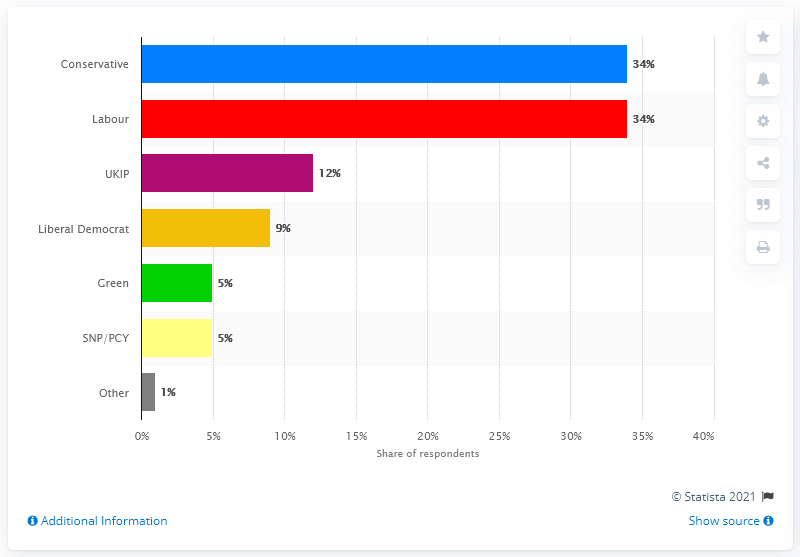 Conservative 34%
Labour 34%
UKIP 12%
Liberal Democrat 9%
Green 5%
SNP/PCY 5%
Other 1%
0% 5% 10% 15% 20% 25% 30% 35% 40%
Share of respondents
© Statista 2021
Additional Information Show source